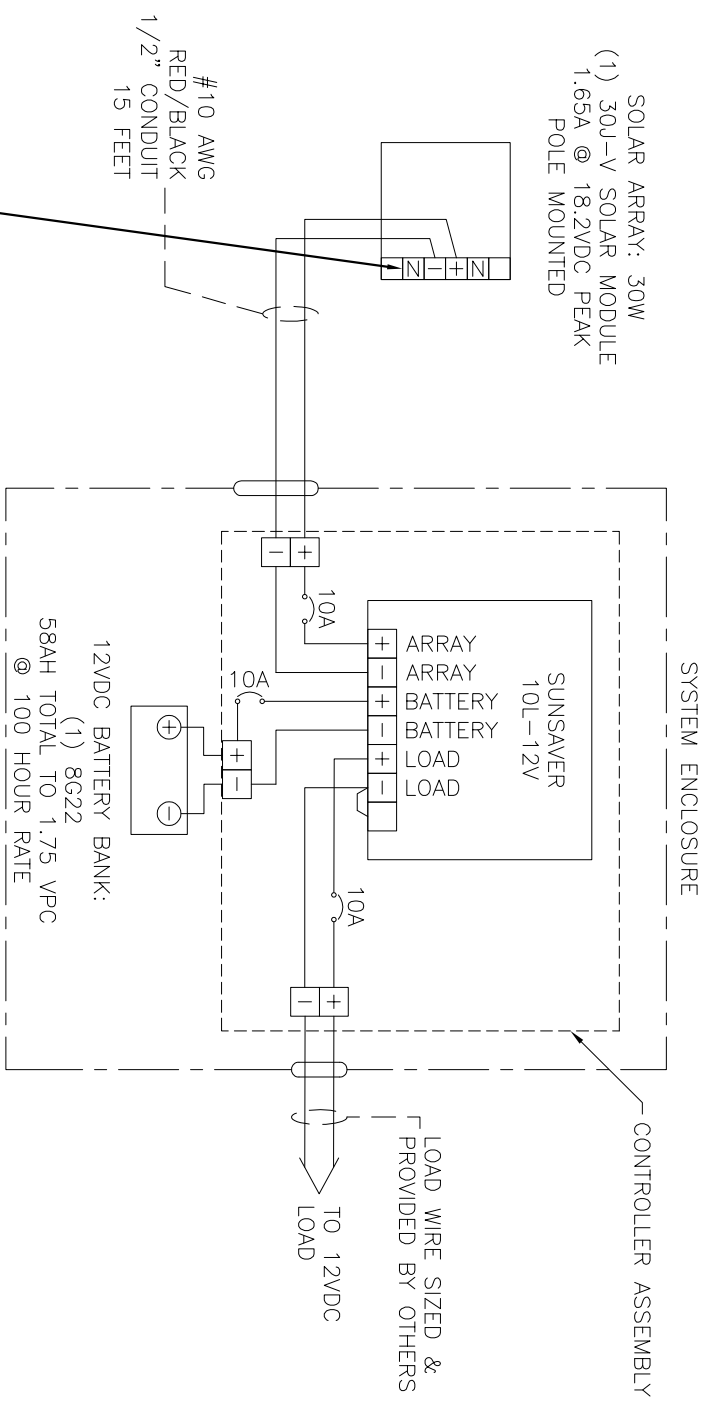 SYSTEM ENCLOSURE
CONTROLLER ASSEMBLY
SOLAR ARRAY: 30W
(1) 30J-V SOLAR MODULE
1.65A @ 18.2VDC PEAK
POLE MOUNTED
N - + N
#10 AWG
RED/BLACK
1/2" CONDUIT
15 FEET
SUNSAVER
10L-12V
+ ARRAY
- ARRAY
+ BATTERY
- BATTERY
+ LOAD
- LOAD
10A
10A
10A
- +
+ -
- +
+ -
12VDC BATTERY BANK:
(1) 8G22
58AH TOTAL TO 1.75 VPC
@ 100 HOUR RATE
LOAD WIRE SIZED &
PROVIDED BY OTHERS
TO 12VDC
LOAD